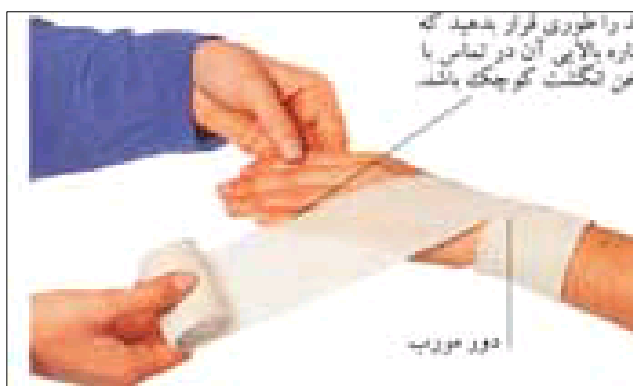 را طوری قرار بدهید که
بالایی آن در تماس با
انگشت کوچک باشد.
دور مورب